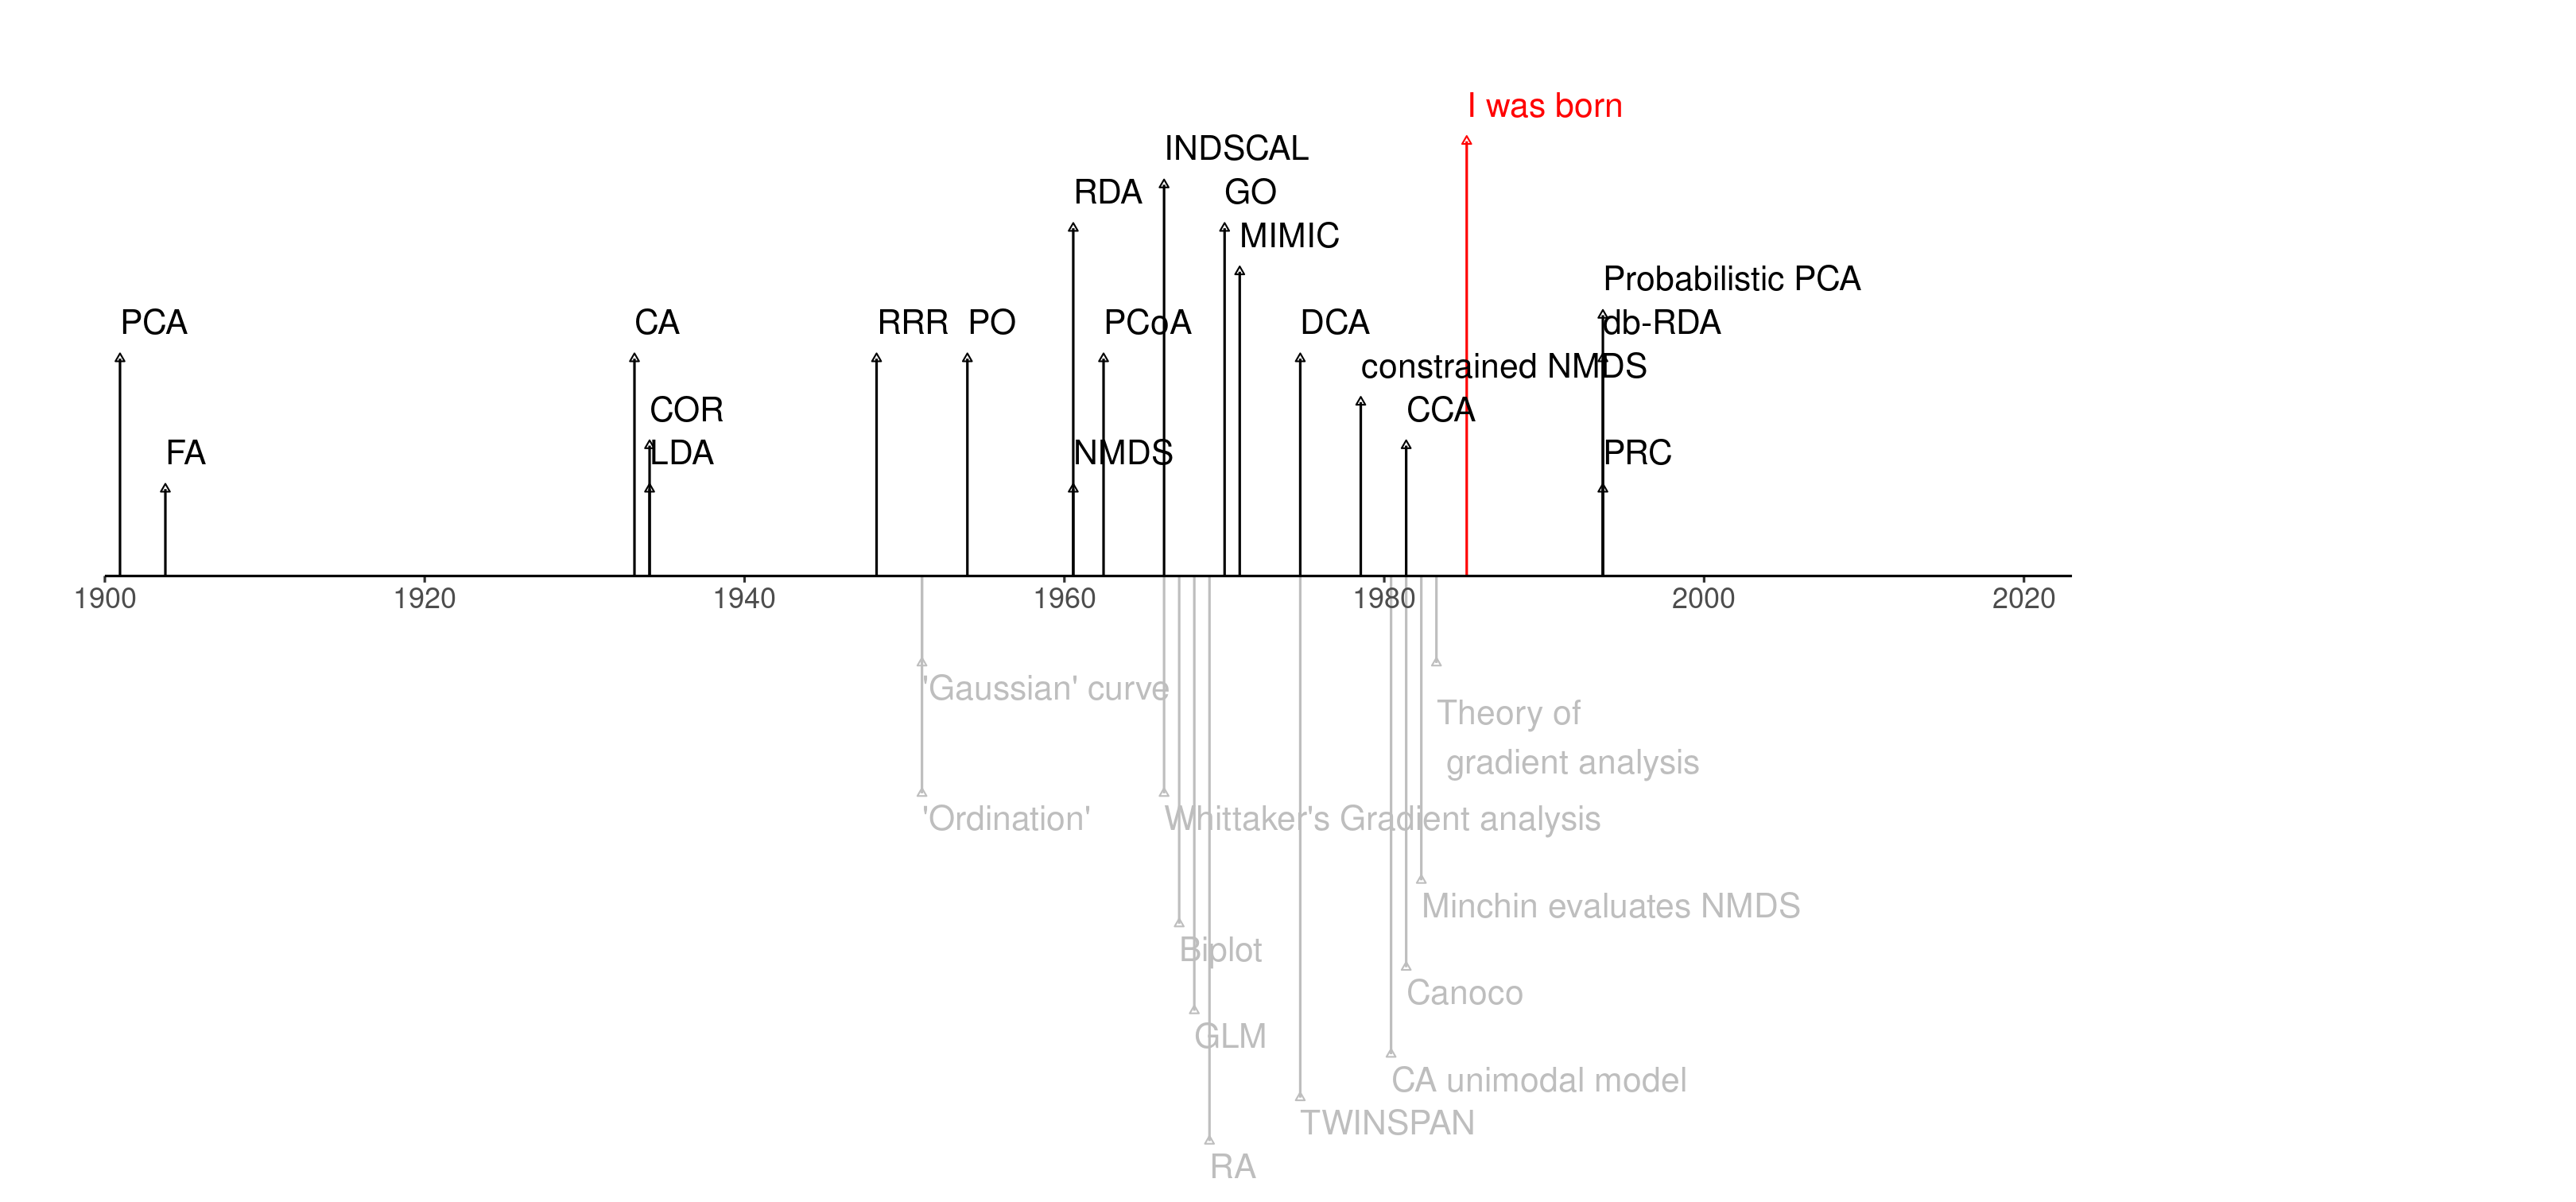 I was born
INDSCAL
RDA
GO
MIMIC
Probabilistic PCA
PCA
CA
RRR
PO
PCoA
DCA
db-RDA
constrained NMDS
COR
CCA
FA
LDA
NMDS
PRC
1900
1920
1940
1960
1980
2000
2020
'Gaussian' curve
Theory of
gradient analysis
'Ordination'
Whittaker's Gradient analysis
Minchin evaluates NMDS
Biplot
Canoco
GLM
CA unimodal model
TWINSPAN
RA